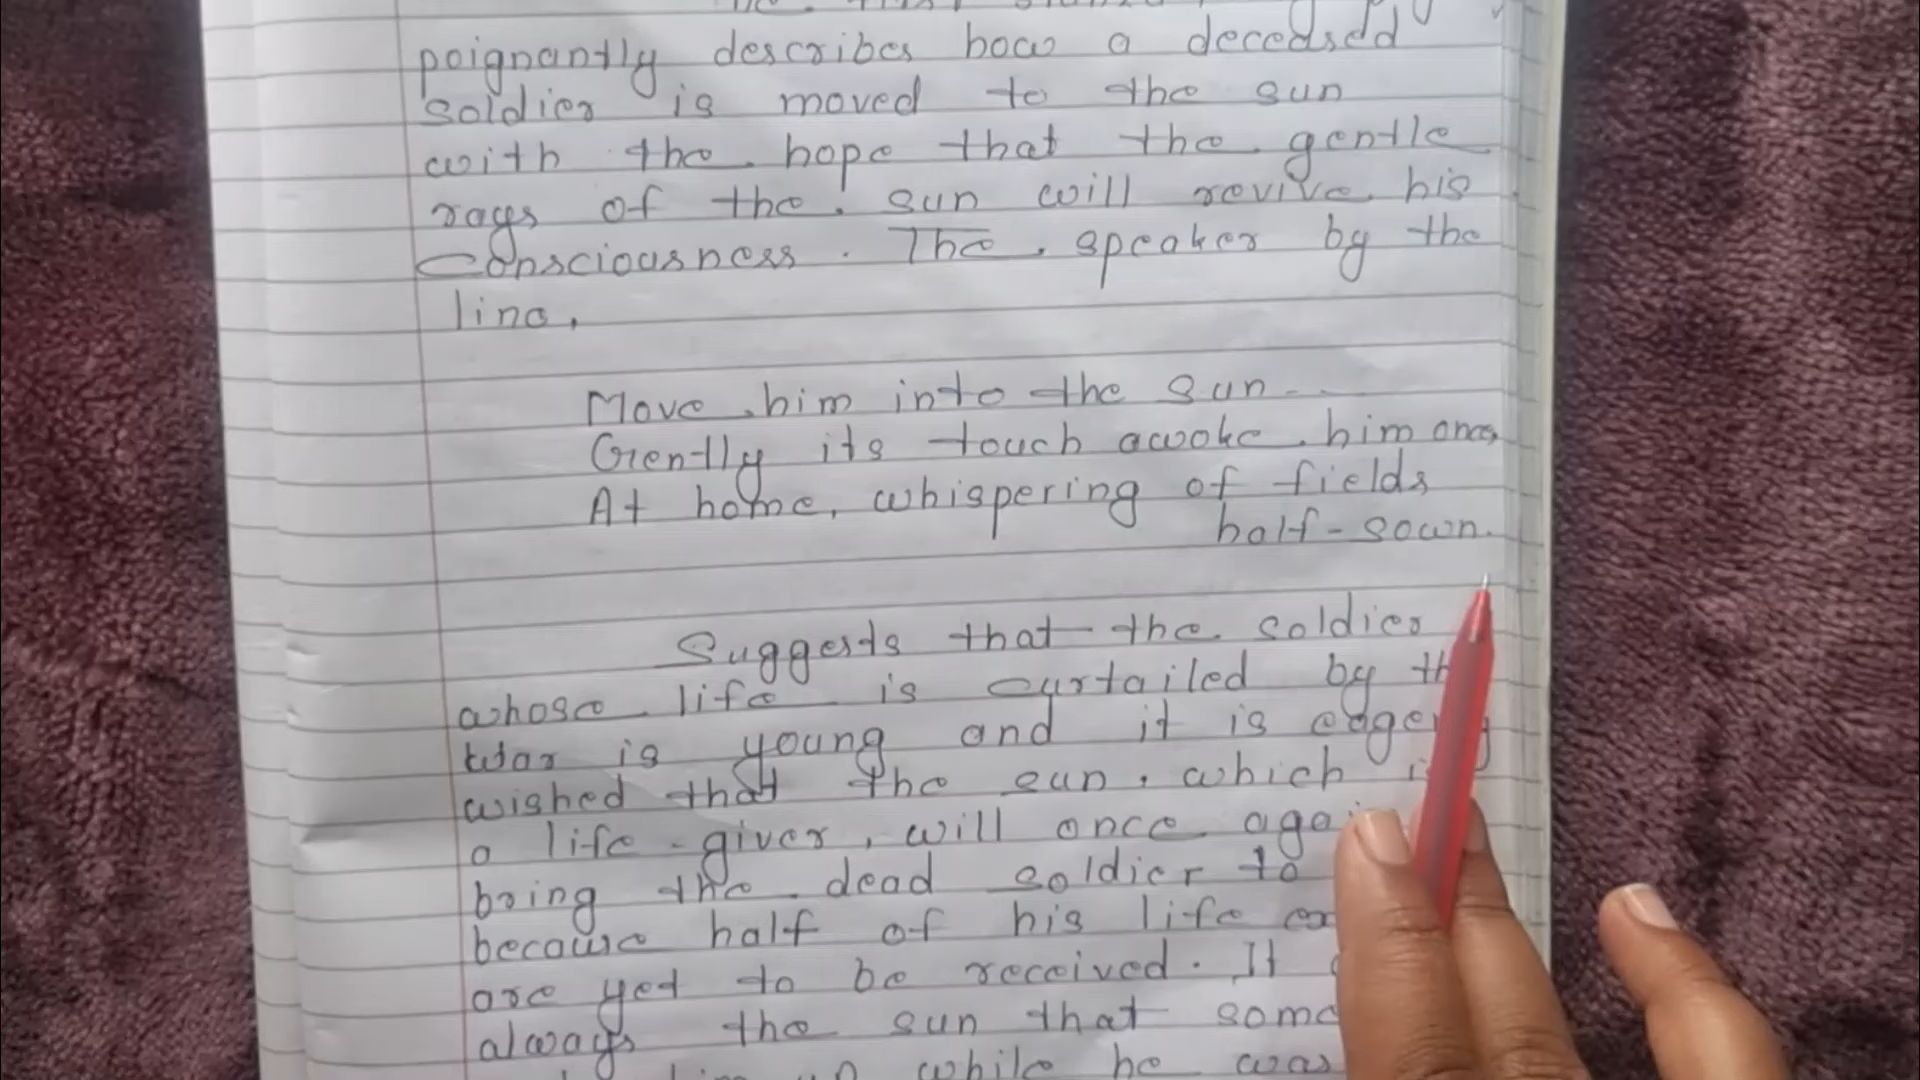 poignantly describes how a deceased
soldier is moved to the sun
with the hope that the gentle
rays of the sun will revive his
consciousness. The speaker by the
line,
Move him into the sun -
Gently its touch awoke him once,
At home, whispering of fields
half-sown.
Suggests that the soldier
whose life is curtailed by
war is young and it is
wished that the sun, which
a life-giver, will once
bring the dead soldier to
because half of his life
are yet to be received. It
always the sun that
while he was